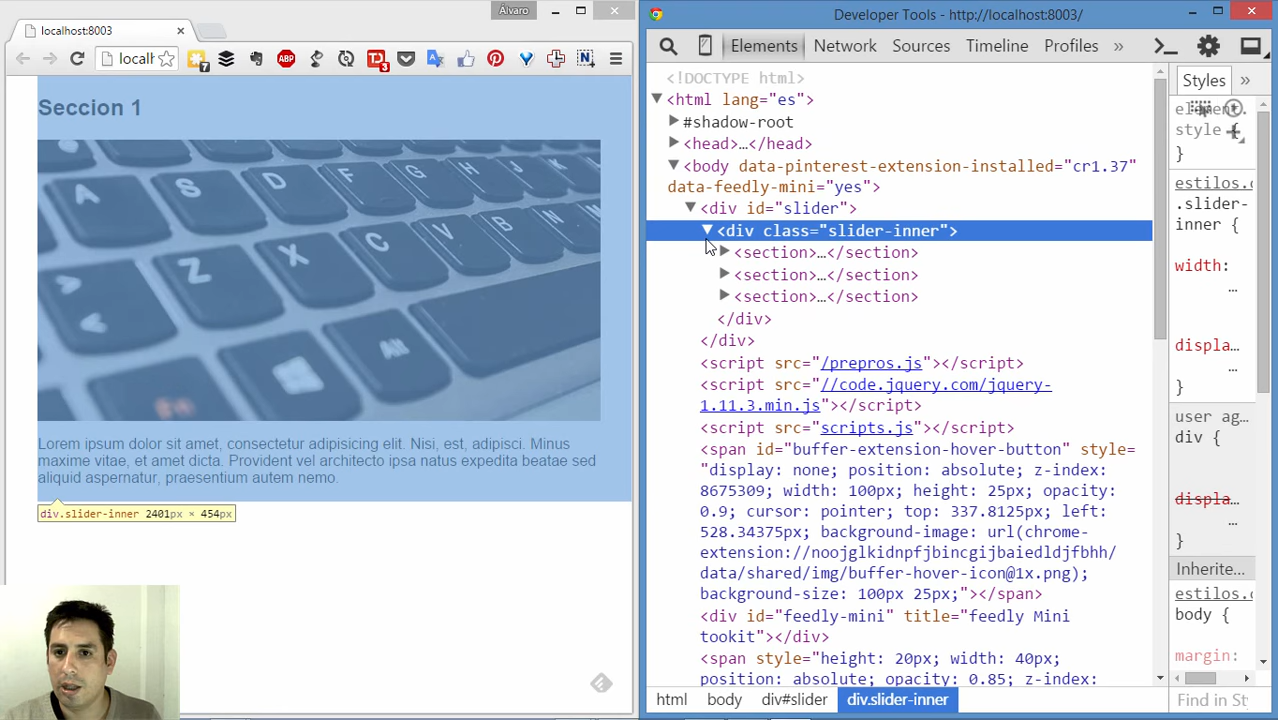 Álvaro
localhost:8003
localh
7
ABP
3
Seccion 1
A
S
D
F
G
H
J
K
L
Z
X
C
V
B
N
Alt
Lorem ipsum dolor sit amet, consectetur adipisicing elit. Nisi, est, adipisci. Minus
maxime vitae, et amet dicta. Provident vel architecto ipsa natus expedita beatae sed
aliquid aspernatur, praesentium autem nemo.
div.slider-inner 2401px × 454px
Developer Tools - http://localhost:8003/
Elements Network Sources Timeline Profiles »
<!DOCTYPE html>
<html lang="es">
#shadow-root
<head>…</head>
<body data-pinterest-extension-installed="cr1.37"
data-feedly-mini="yes">
<div id="slider">
<div class="slider-inner">
<section>…</section>
<section>…</section>
<section>…</section>
</div>
</div>
<script src="/prepros.js"></script>
<script src="//code.jquery.com/jquery-
1.11.3.min.js"></script>
<script src="scripts.js"></script>
<span id="buffer-extension-hover-button" style=
"display: none; position: absolute; z-index:
8675309; width: 100px; height: 25px; opacity:
0.9; cursor: pointer; top: 337.8125px; left:
528.34375px; background-image: url(chrome-
extension://noojglkidnpfjbincgijbaiedldjfbhh/
data/shared/img/buffer-hover-icon@1x.png);
background-size: 100px 25px;"></span>
<div id="feedly-mini" title="feedly Mini
tookit"></div>
<span style="height: 20px; width: 40px;
position: absolute; opacity: 0.85; z-index:
html body div#slider div.slider-inner
Styles »
element.
style {
}
estilos.c
.slider-
inner {
width:
…
displa…
…
}
user ag…
div {
displa…
…
}
Inherite…
estilos.c
body {
margin:
Find in Sty